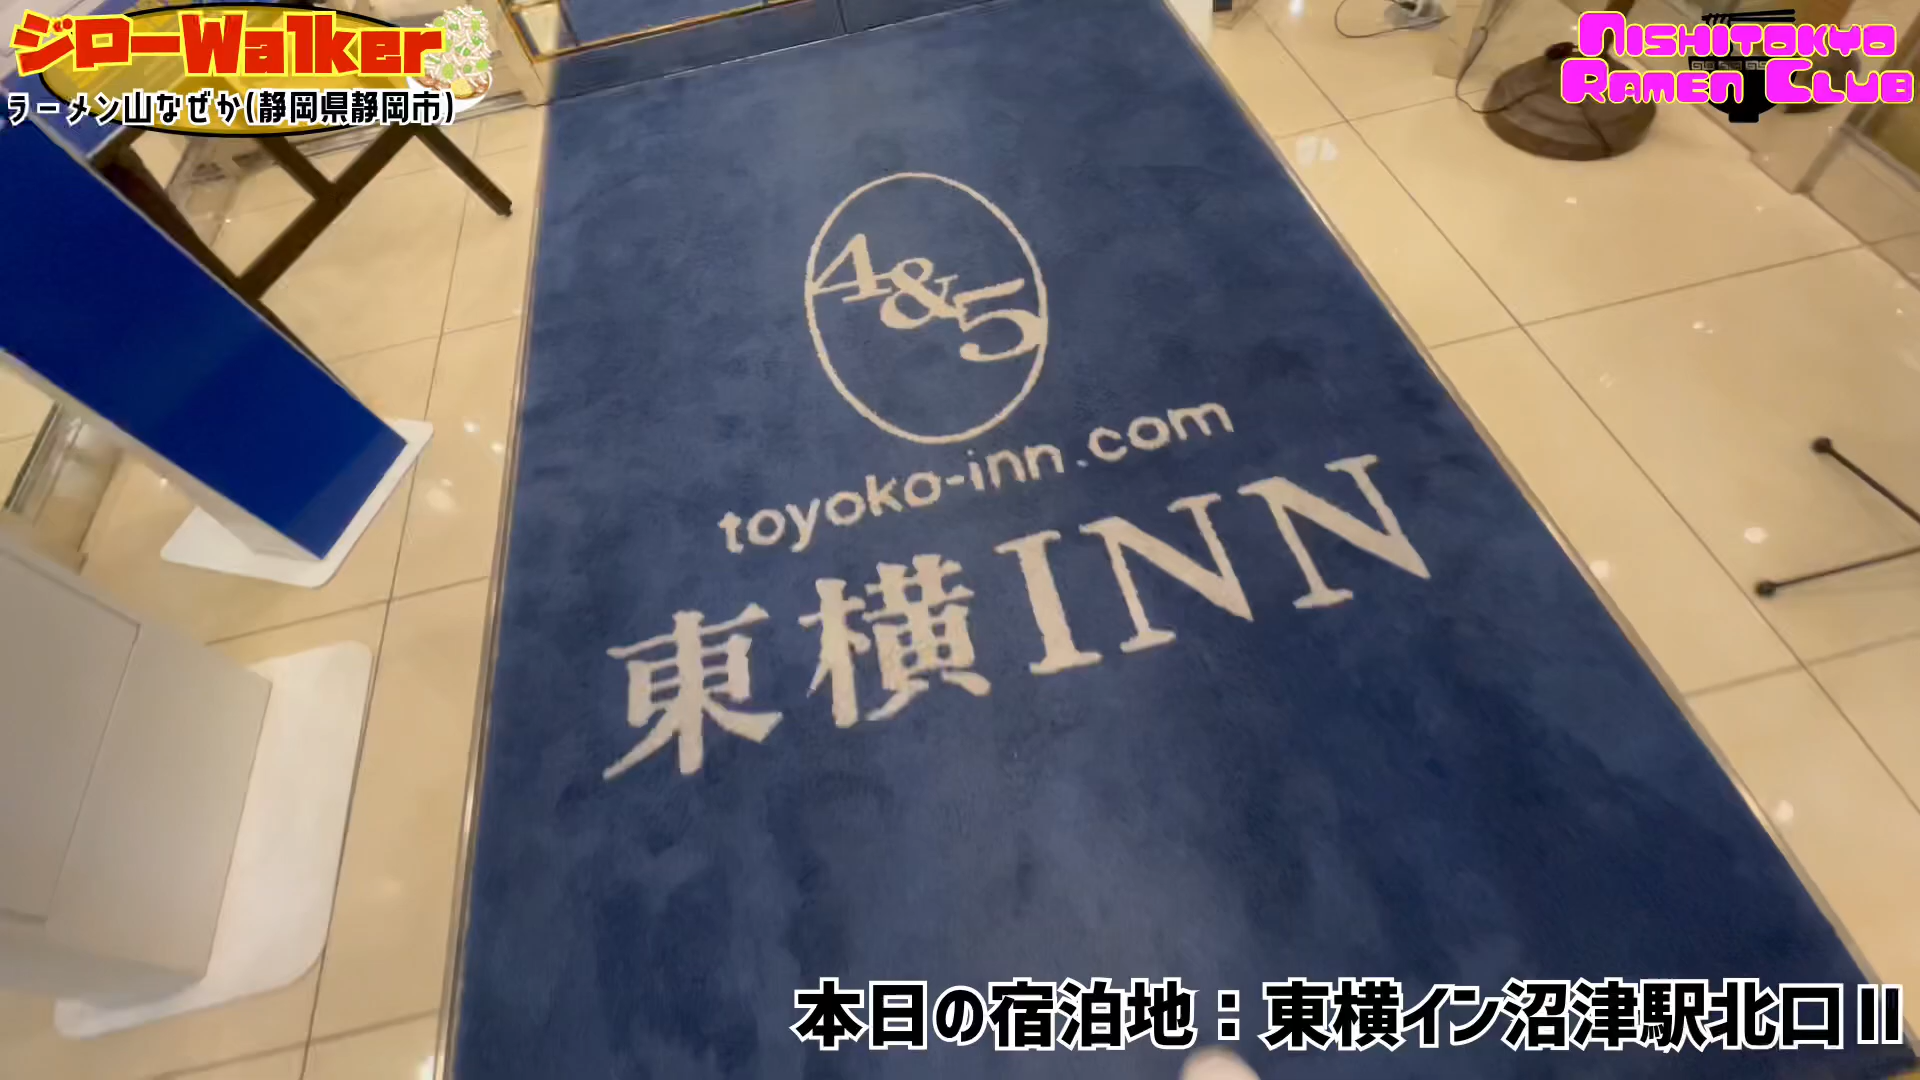 ジローWalker
ラーメン山なぜか(静岡県静岡市)
NISHITOKYO
RAMEN CLUB
4&5
toyoko-inn.com
東横INN
本日の宿泊地：東横イン沼津駅北口Ⅱ